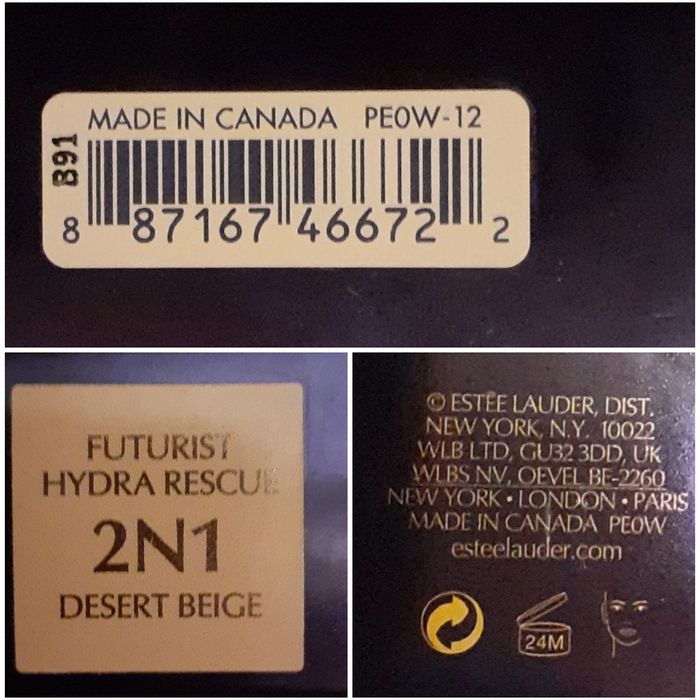 MADE IN CANADA PE0W-12
B91
8 87167 46672 2
FUTURIST
HYDRA RESCUE
2N1
DESERT BEIGE
© ESTĒE LAUDER, DIST.
NEW YORK, N.Y. 10022
WLB LTD, GU32 3DD, UK
WLBS NV, OEVEL BE-2260
NEW YORK • LONDON • PARIS
MADE IN CANADA PE0W
esteelauder.com
24M